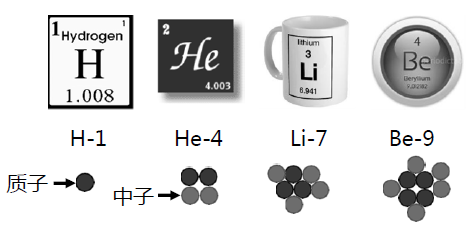 1
1
Hydrogen
H
1.008
2
He
4.003
lithium
3
Li
6.941
4
Be
Beryllium
H-1
He-4
Li-7
Be-9
质子
中子